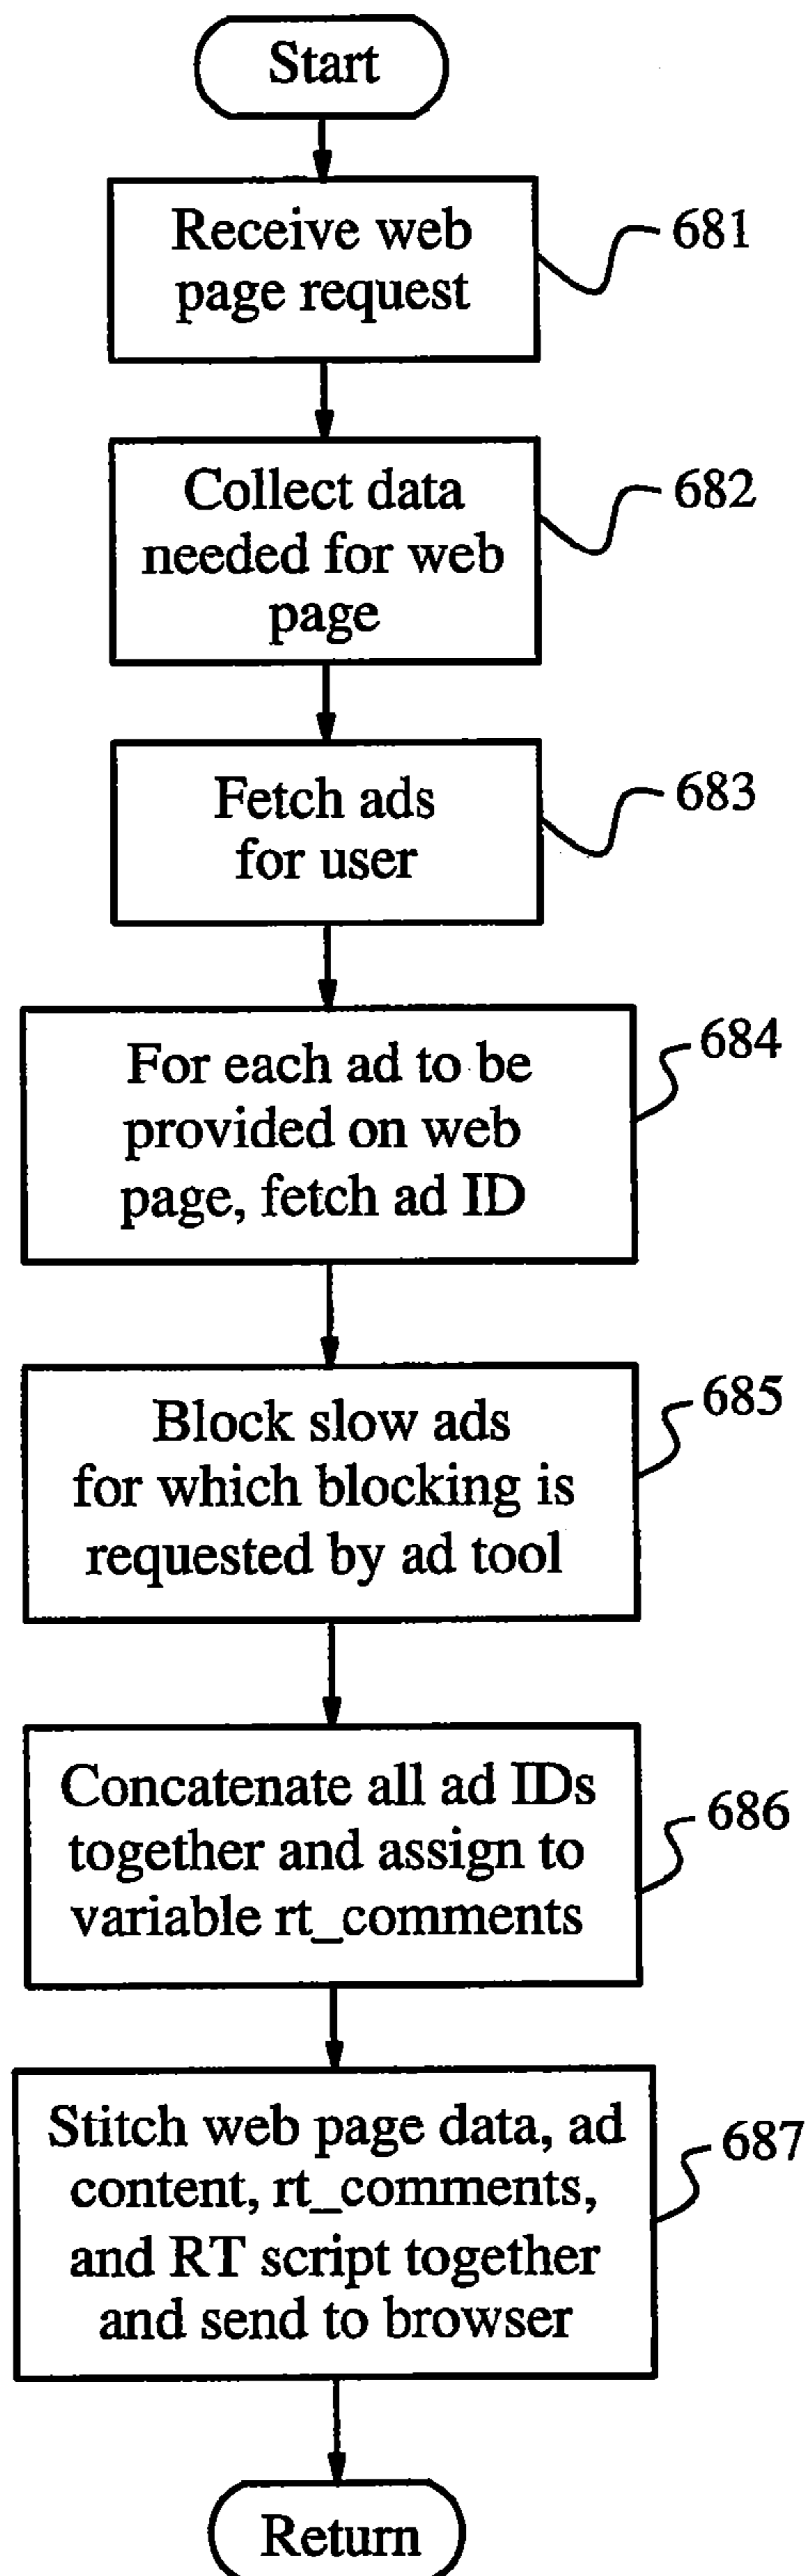 Start
Receive web
page request
681
Collect data
needed for web
page
682
Fetch ads
for user
683
For each ad to be
provided on web
page, fetch ad ID
684
Block slow ads
for which blocking is
requested by ad tool
685
Concatenate all ad IDs
together and assign to
variable rt_comments
686
Stitch web page data, ad
content, rt_comments,
and RT script together
and send to browser
687
Return